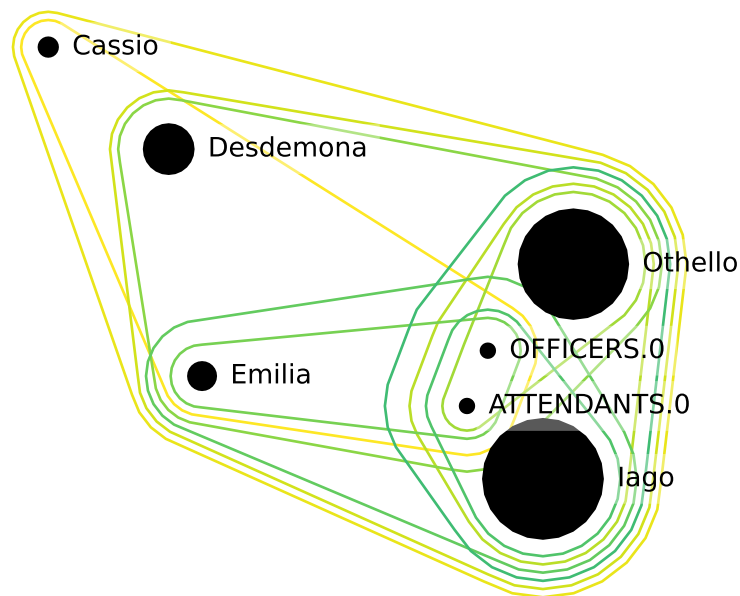 Cassio
Desdemona
Othello
OFFICERS.0
Emilia
ATTENDANTS.0
Iago